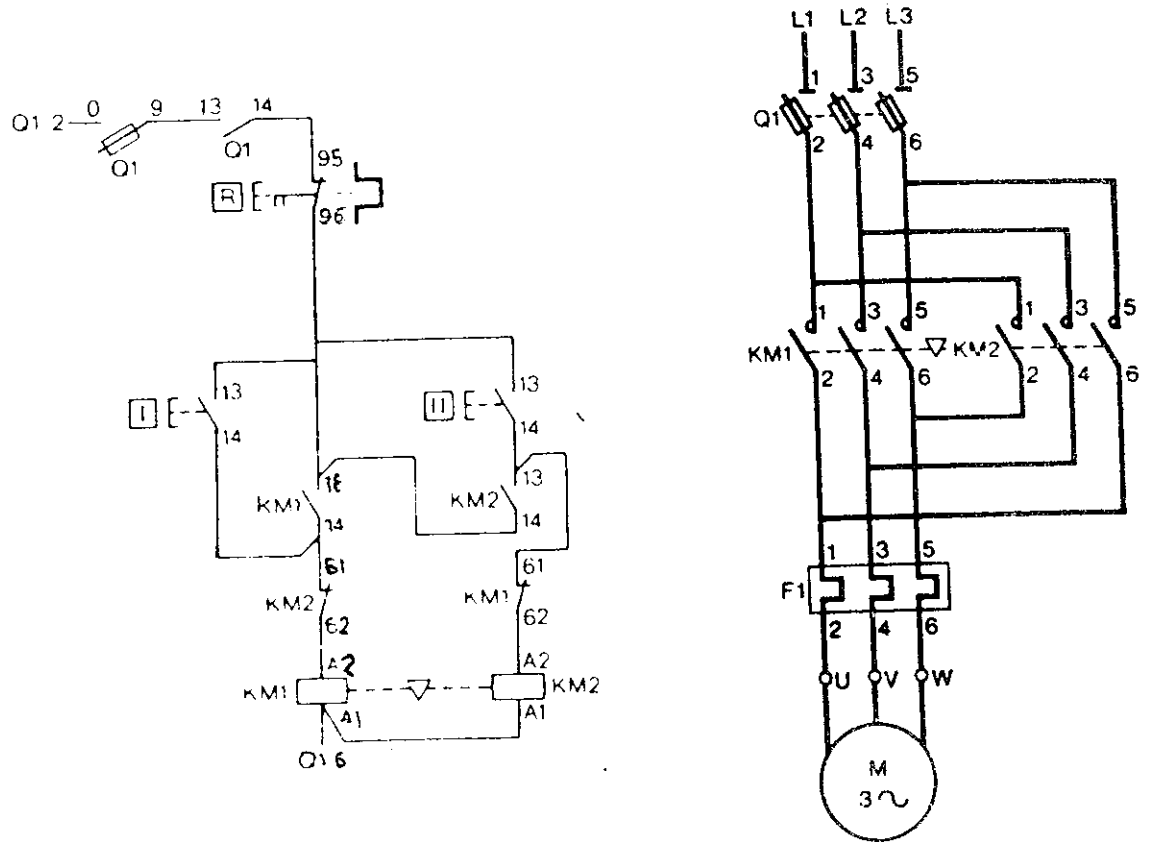 L1 L2 L3
1 3 5
Q1
2 4 6
Q1 2 0 9 13 14
Q1 Q1
95
R
96
1 3 5 1 3 5
KM1 KM2
2 4 6 2 4 6
13 13
I II
14 14
18 13
KM1 KM2
14 14
61 61
KM2 KM1
62 62
A2 A2
KM1 KM2
A1 A1
Q1 6
1 3 5
F1
2 4 6
U V W
M
3∿